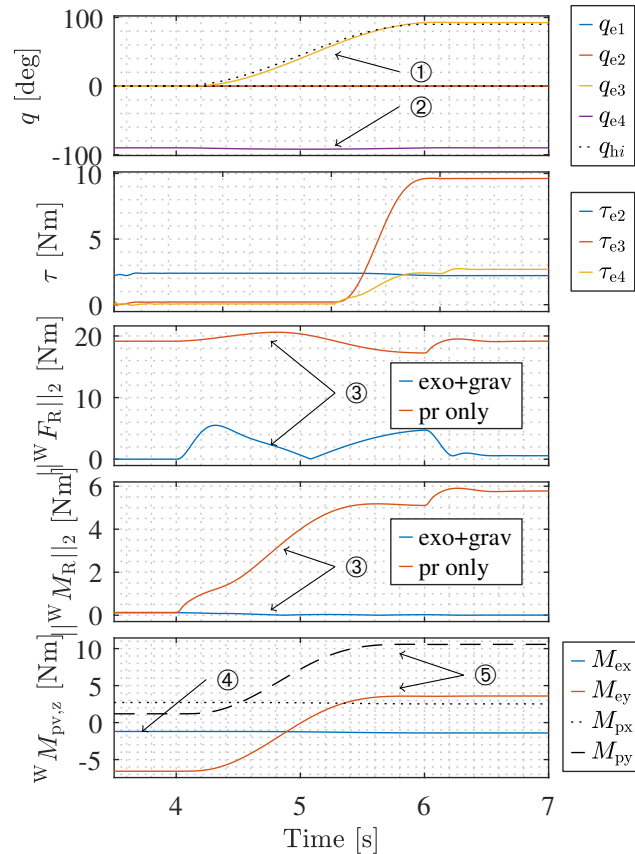 100
0
-100
q [deg]
①
②
q_e1
q_e2
q_e3
q_e4
q_hi
10
5
0
τ [Nm]
τ_e2
τ_e3
τ_e4
20
10
0
||^W F_R||_2 [Nm]
③
exo+grav
pr only
6
4
2
0
||^W M_R||_2 [Nm]
③
exo+grav
pr only
10
5
0
-5
^W M_pv,z [Nm]
④
⑤
M_ex
M_ey
M_px
M_py
4
5
6
7
Time [s]